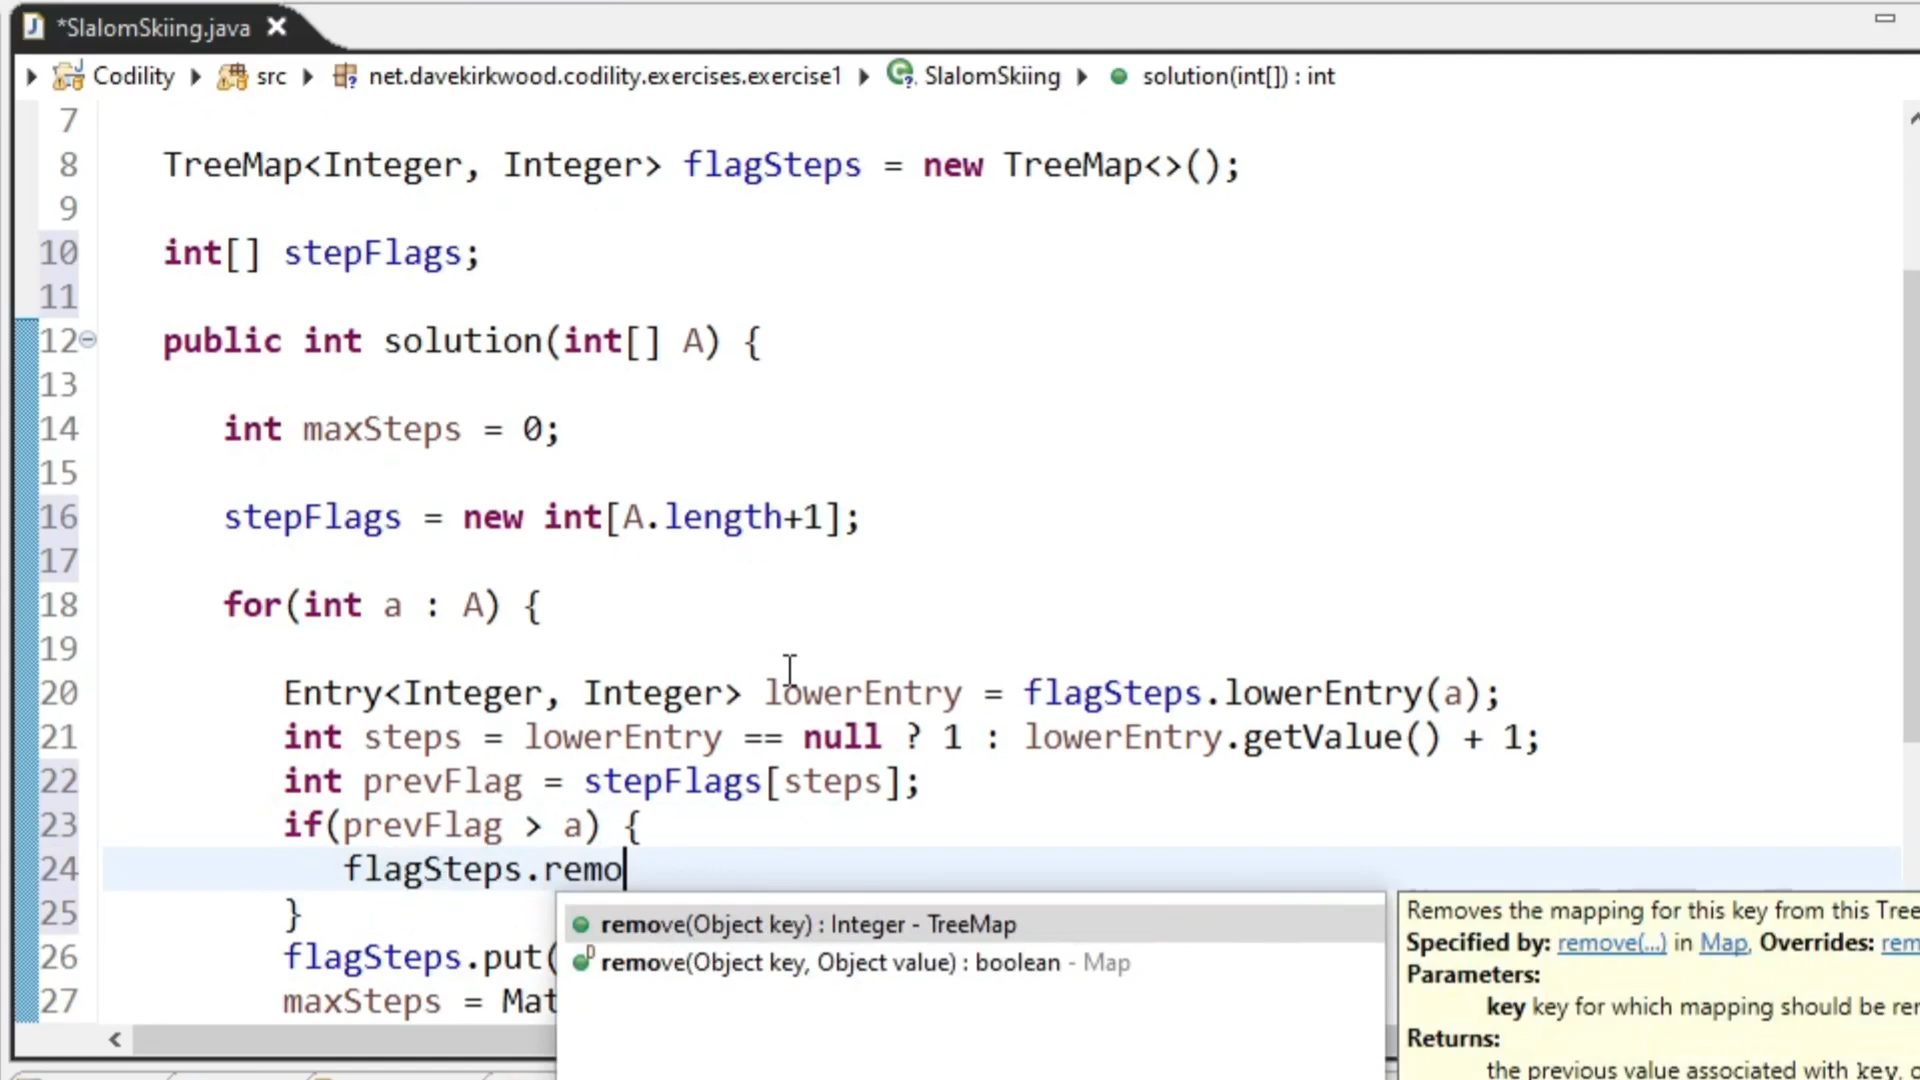 *SlalomSkiing.java
Codility src net.davekirkwood.codility.exercises.exercise1 SlalomSkiing solution(int[]) : int
7
8 TreeMap<Integer, Integer> flagSteps = new TreeMap<>();
9
10 int[] stepFlags;
11
12 public int solution(int[] A) {
13
14 int maxSteps = 0;
15
16 stepFlags = new int[A.length+1];
17
18 for(int a : A) {
19
20 Entry<Integer, Integer> lowerEntry = flagSteps.lowerEntry(a);
21 int steps = lowerEntry == null ? 1 : lowerEntry.getValue() + 1;
22 int prevFlag = stepFlags[steps];
23 if(prevFlag > a) {
24 flagSteps.remo
25 }
26 flagSteps.put(
27 maxSteps = Mat
remove(Object key) : Integer - TreeMap
remove(Object key, Object value) : boolean - Map
Removes the mapping for this key from this Tree
Specified by: remove(...) in Map, Overrides: rem
Parameters:
key key for which mapping should be rer
Returns:
the previous value associated with key,